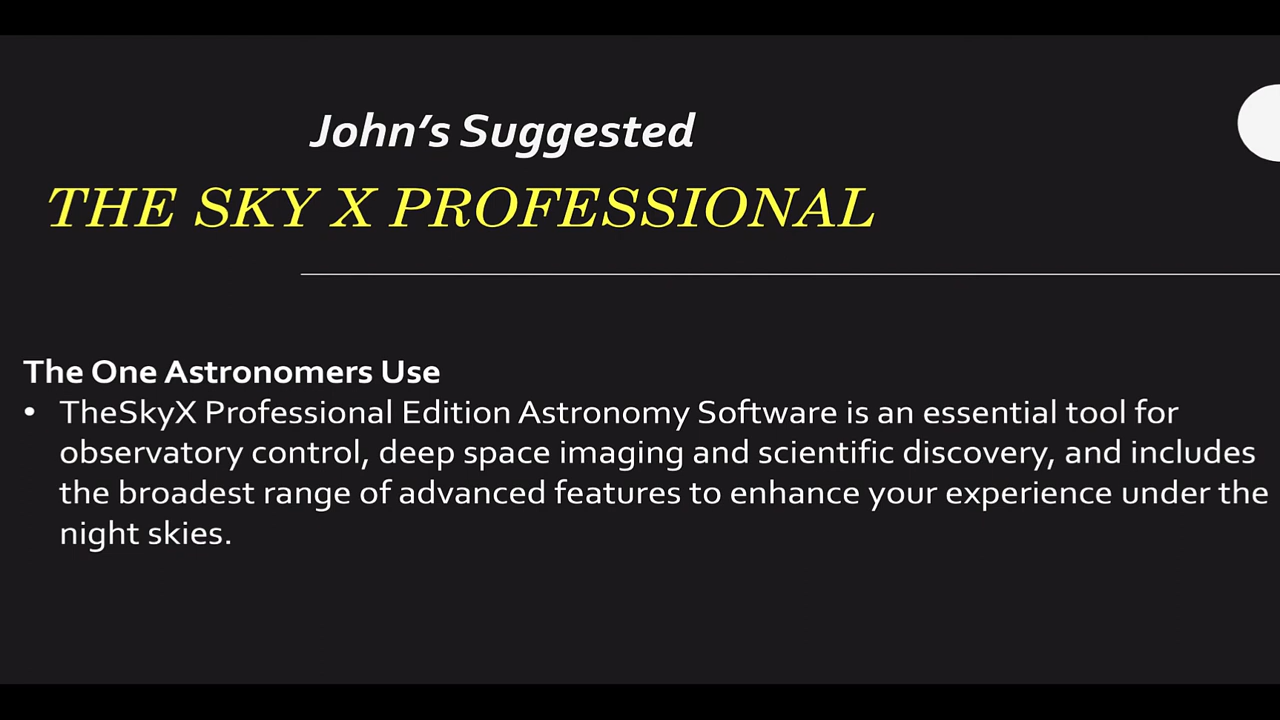 John’s Suggested
THE SKY X PROFESSIONAL
The One Astronomers Use
• TheSkyX Professional Edition Astronomy Software is an essential tool for
observatory control, deep space imaging and scientific discovery, and includes
the broadest range of advanced features to enhance your experience under the
night skies.